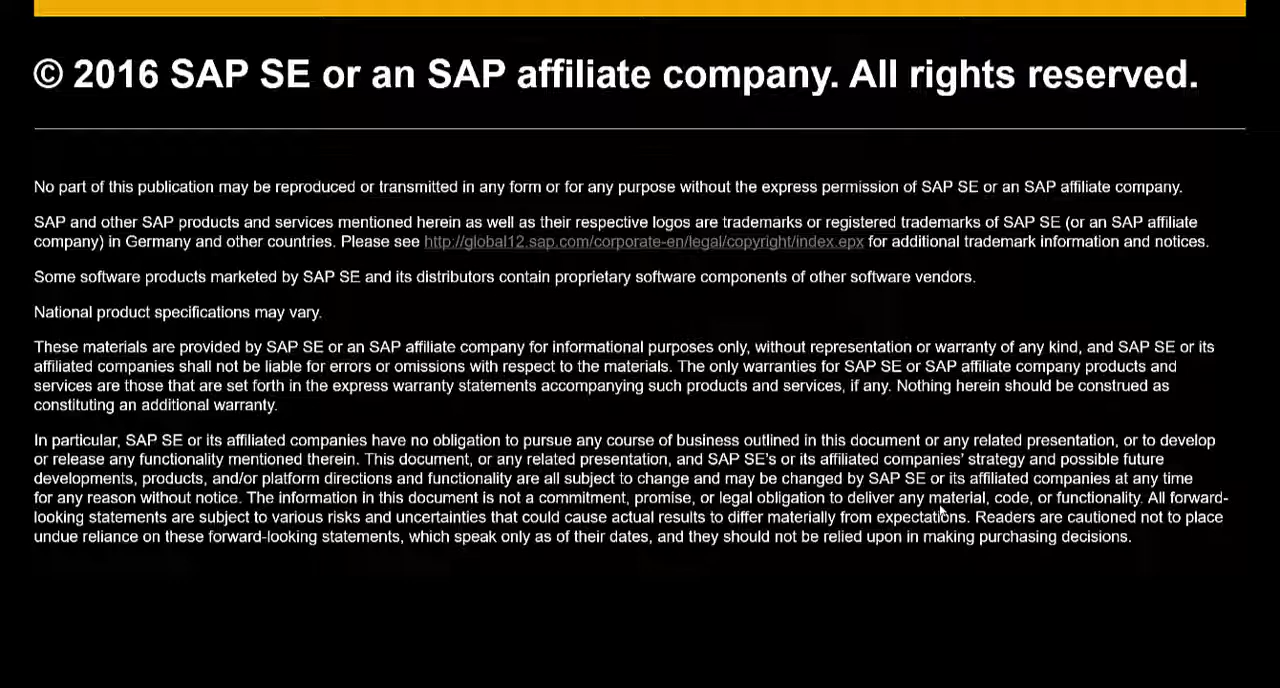 © 2016 SAP SE or an SAP affiliate company. All rights reserved.
No part of this publication may be reproduced or transmitted in any form or for any purpose without the express permission of SAP SE or an SAP affiliate company.
SAP and other SAP products and services mentioned herein as well as their respective logos are trademarks or registered trademarks of SAP SE (or an SAP affiliate
company) in Germany and other countries. Please see http://global12.sap.com/corporate-en/legal/copyright/index.epx for additional trademark information and notices.
Some software products marketed by SAP SE and its distributors contain proprietary software components of other software vendors.
National product specifications may vary.
These materials are provided by SAP SE or an SAP affiliate company for informational purposes only, without representation or warranty of any kind, and SAP SE or its
affiliated companies shall not be liable for errors or omissions with respect to the materials. The only warranties for SAP SE or SAP affiliate company products and
services are those that are set forth in the express warranty statements accompanying such products and services, if any. Nothing herein should be construed as
constituting an additional warranty.
In particular, SAP SE or its affiliated companies have no obligation to pursue any course of business outlined in this document or any related presentation, or to develop
or release any functionality mentioned therein. This document, or any related presentation, and SAP SE's or its affiliated companies' strategy and possible future
developments, products, and/or platform directions and functionality are all subject to change and may be changed by SAP SE or its affiliated companies at any time
for any reason without notice. The information in this document is not a commitment, promise, or legal obligation to deliver any material, code, or functionality. All forward-
looking statements are subject to various risks and uncertainties that could cause actual results to differ materially from expectations. Readers are cautioned not to place
undue reliance on these forward-looking statements, which speak only as of their dates, and they should not be relied upon in making purchasing decisions.